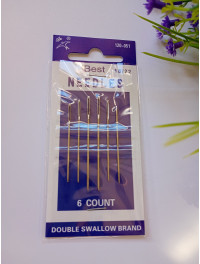 Best
NEEDLES
6 COUNT
DOUBLE SWALLOW BRAND